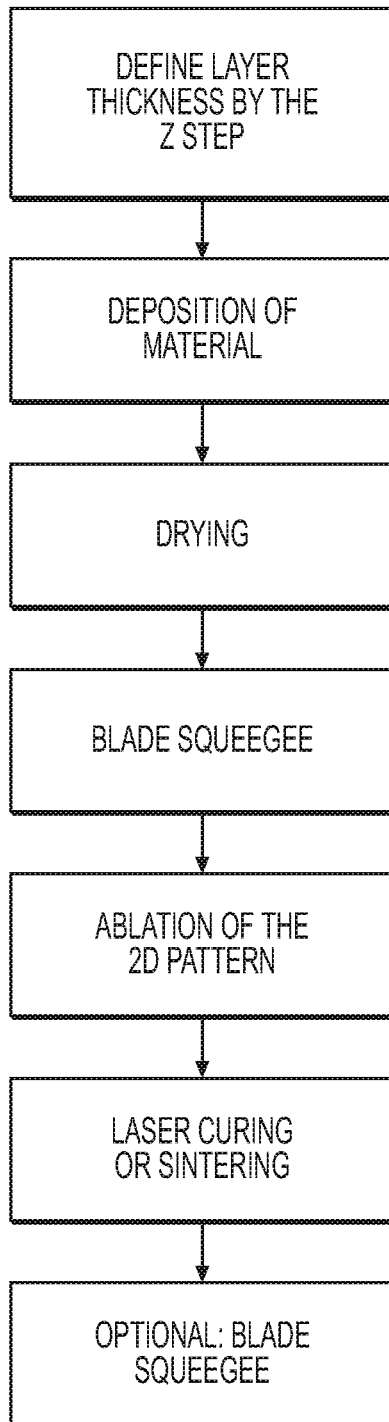 DEFINE LAYER
THICKNESS BY THE
Z STEP
DEPOSITION OF
MATERIAL
DRYING
BLADE SQUEEGEE
ABLATION OF THE
2D PATTERN
LASER CURING
OR SINTERING
OPTIONAL: BLADE
SQUEEGEE